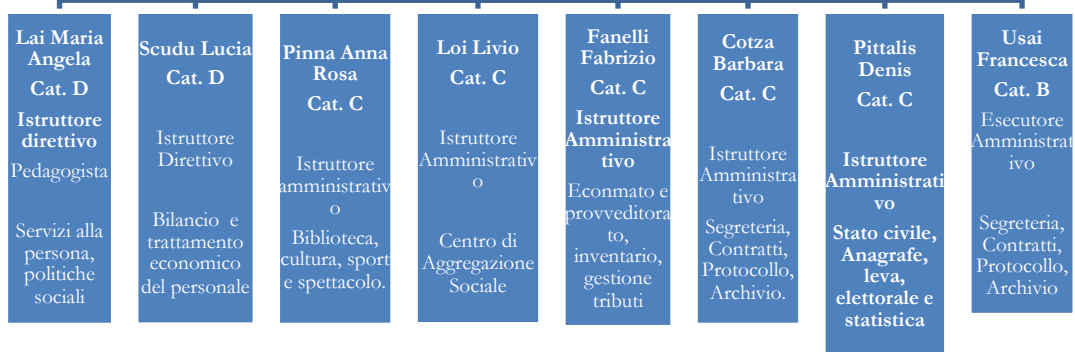 Lai Maria
Angela
Cat. D
Istruttore
direttivo
Pedagogista
Servizi alla
persona,
politiche
sociali
Scudu Lucia
Cat. D
Istruttore
Direttivo
Bilancio e
trattamento
economico
del personale
Pinna Anna
Rosa
Cat. C
Istruttore
amministrativ
o
Biblioteca,
cultura, sport
e spettacolo.
Loi Livio
Cat. C
Istruttore
Amministrativ
o
Centro di
Aggregazione
Sociale
Fanelli
Fabrizio
Cat. C
Istruttore
Amministra
tivo
Econmato e
provveditora
to,
inventario,
gestione
tributi
Cotza
Barbara
Cat. C
Istruttore
Amministra
tivo
Segreteria,
Contratti,
Protocollo,
Archivio.
Pittalis
Denis
Cat. C
Istruttore
Amministrati
vo
Stato civile,
Anagrafe,
leva,
elettorale e
statistica
Usai
Francesca
Cat. B
Esecutore
Amministrat
ivo
Segreteria,
Contratti,
Protocollo,
Archivio